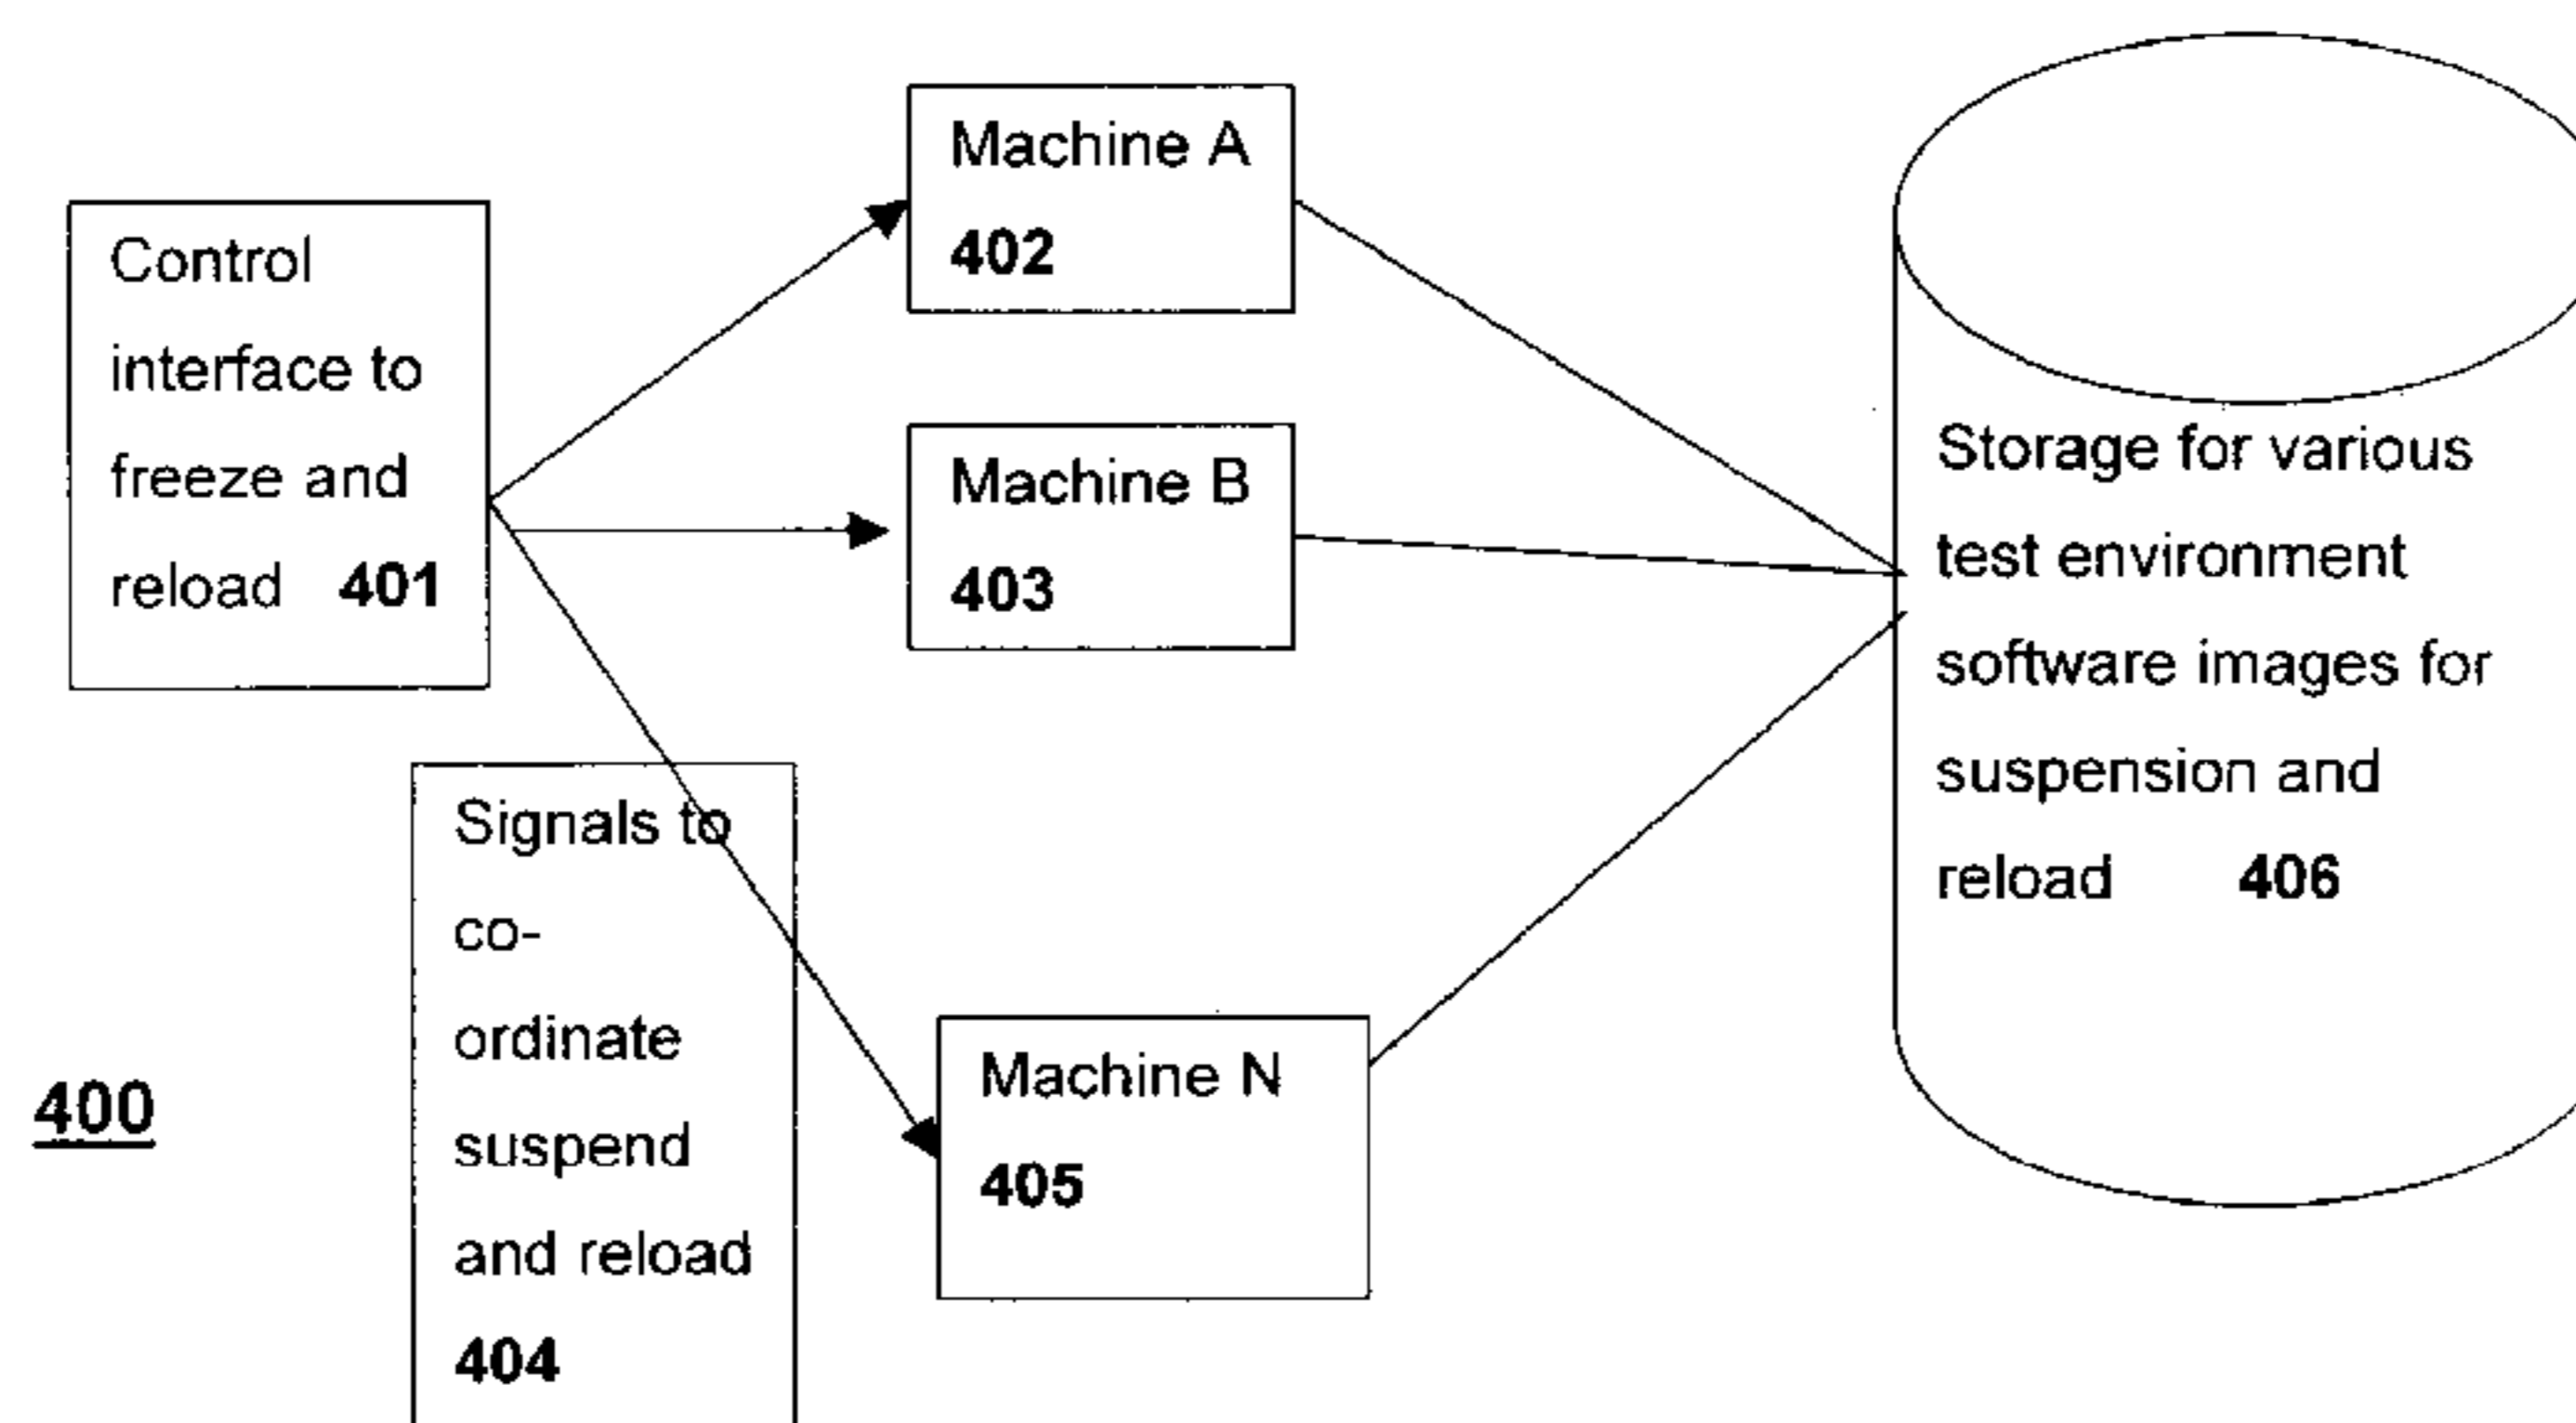 Control
interface to
freeze and
reload 401
Machine A
402
Machine B
403
Signals to
co-
ordinate
suspend
and reload
404
Machine N
405
Storage for various
test environment
software images for
suspension and
reload 406
400